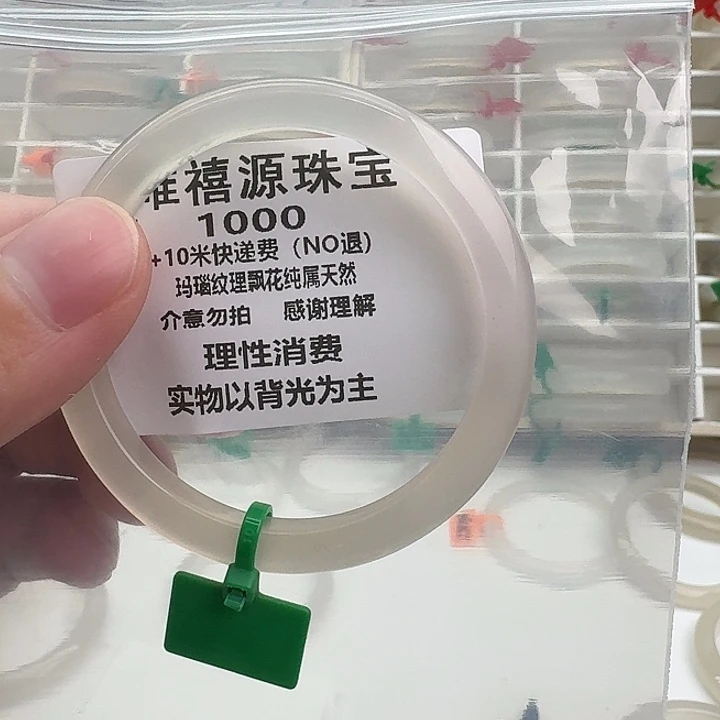 禧源珠宝
1000
+10米快递费（NO退）
玛瑙纹理飘花纯属天然
介意勿拍 感谢理解
理性消费
实物以背光为主